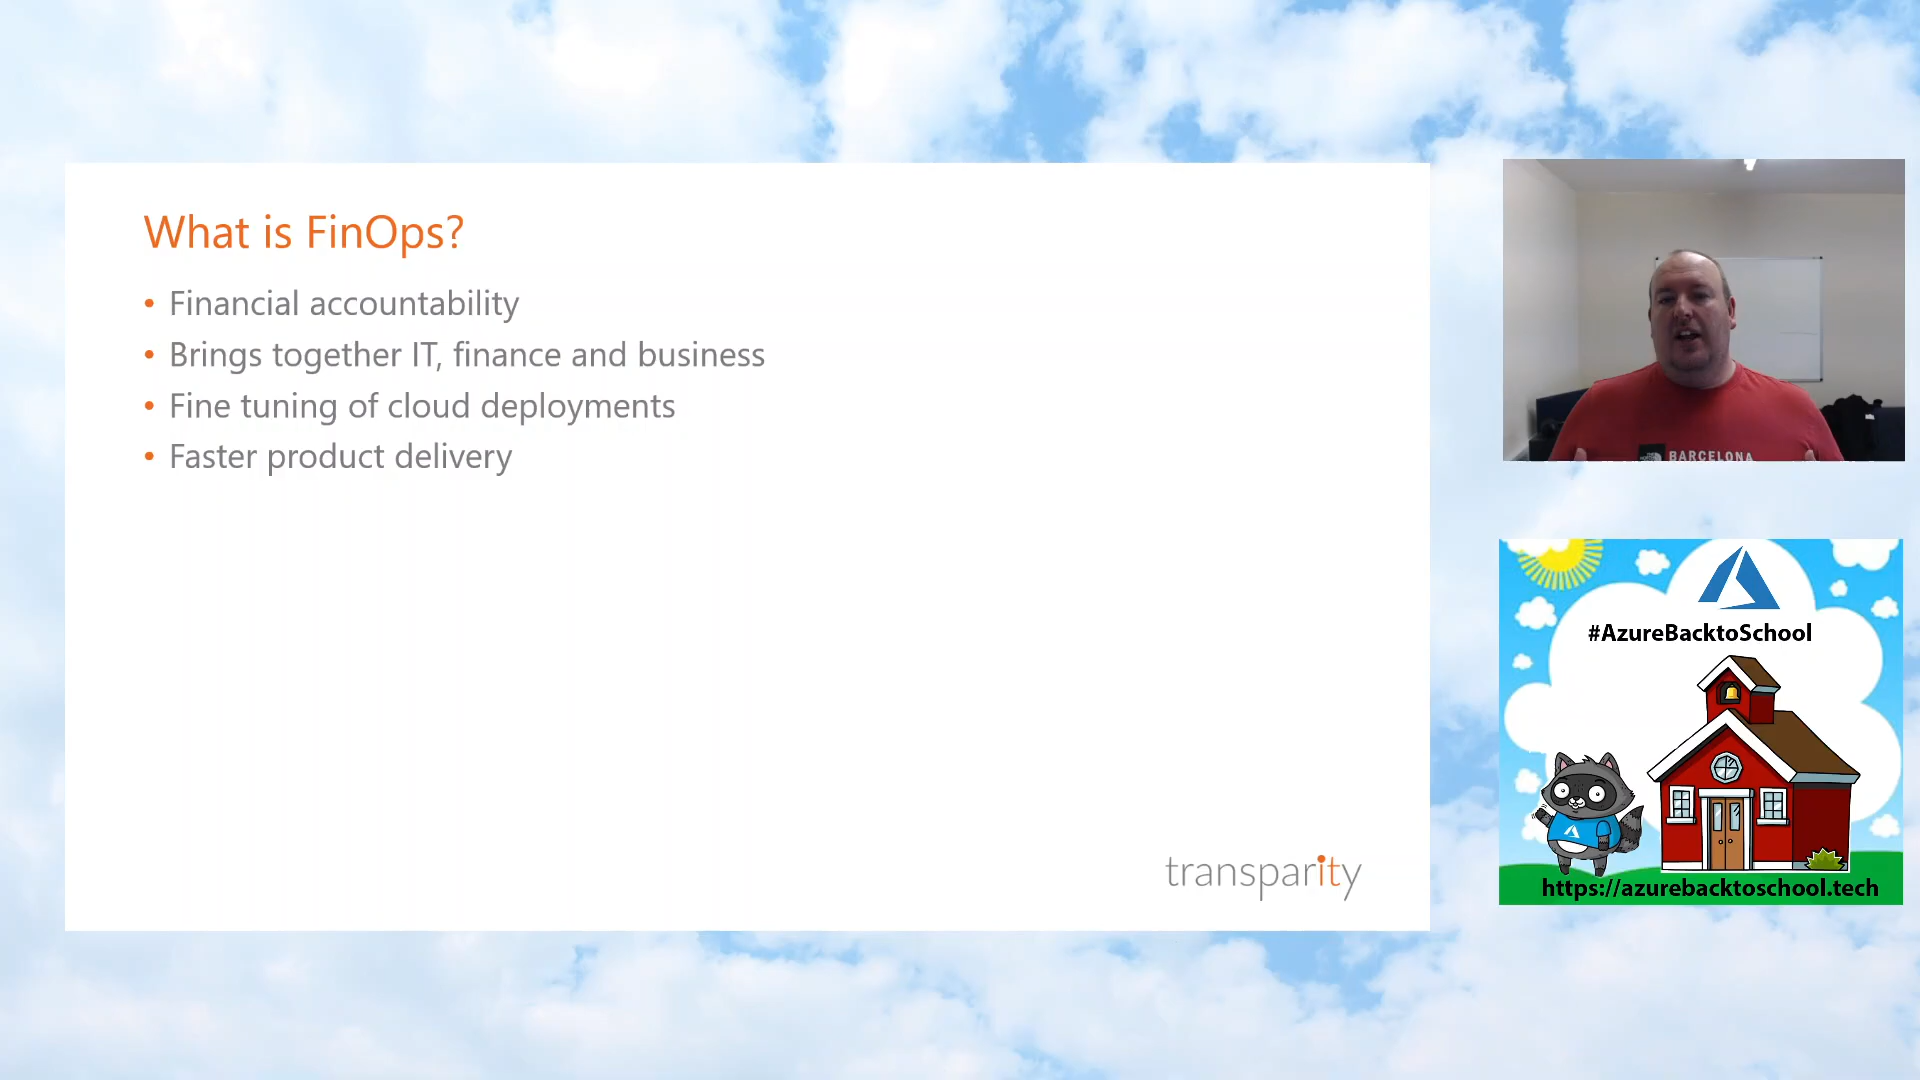 What is FinOps?
• Financial accountability
• Brings together IT, finance and business
• Fine tuning of cloud deployments
• Faster product delivery
transparity
BARCELONA
#AzureBacktoSchool
https://azurebacktoschool.tech